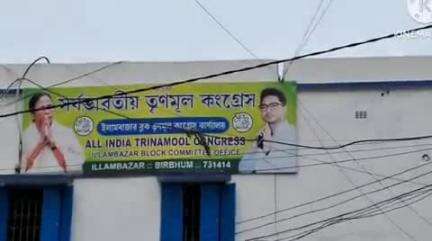 সর্বভারতীয় তৃণমূল কংগ্রেস
ইলামবাজার ব্লক তৃণমূল কংগ্রেস কার্য্যালয়
ALL INDIA TRINAMOOL CONGRESS
ILLAMBAZAR BLOCK COMMITTEE OFFICE
ILLAMBAZAR :: BIRBHUM :: 731414